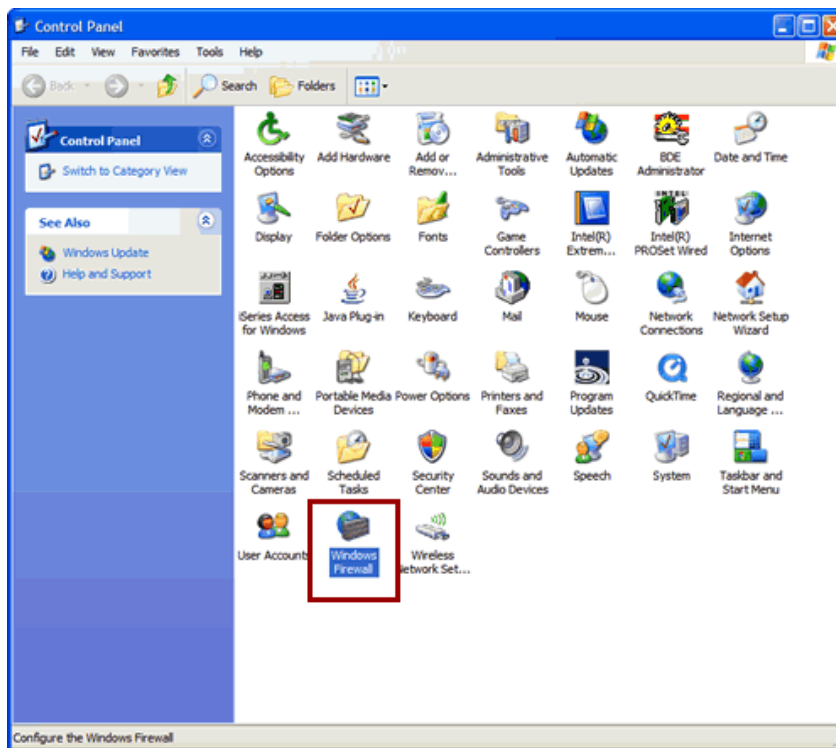 Control Panel
File Edit View Favorites Tools Help
Back Search Folders
Control Panel
Switch to Category View
See Also
Windows Update
Help and Support
Accessibility Options
Add Hardware
Add or Remov...
Administrative Tools
Automatic Updates
BDE Administrator
Date and Time
Display
Folder Options
Fonts
Game Controllers
Intel(R) Extrem...
Intel(R) PROSet Wired
Internet Options
iSeries Access for Windows
Java Plug-in
Keyboard
Mail
Mouse
Network Connections
Network Setup Wizard
Phone and Modem ...
Portable Media Devices
Power Options
Printers and Faxes
Program Updates
QuickTime
Regional and Language ...
Scanners and Cameras
Scheduled Tasks
Security Center
Sounds and Audio Devices
Speech
System
Taskbar and Start Menu
User Accounts
Windows Firewall
Wireless Network Set...
Configure the Windows Firewall